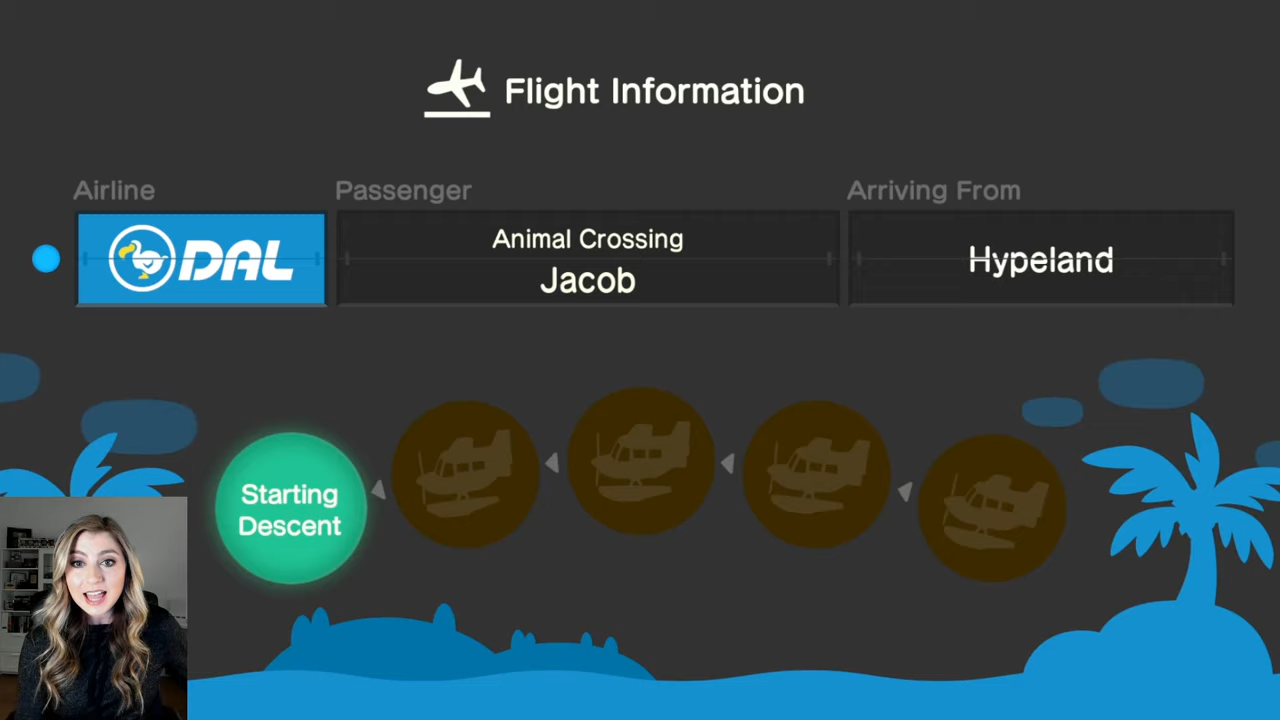 Flight Information
Airline
Passenger
Arriving From
DAL
Animal Crossing
Jacob
Hypeland
Starting
Descent